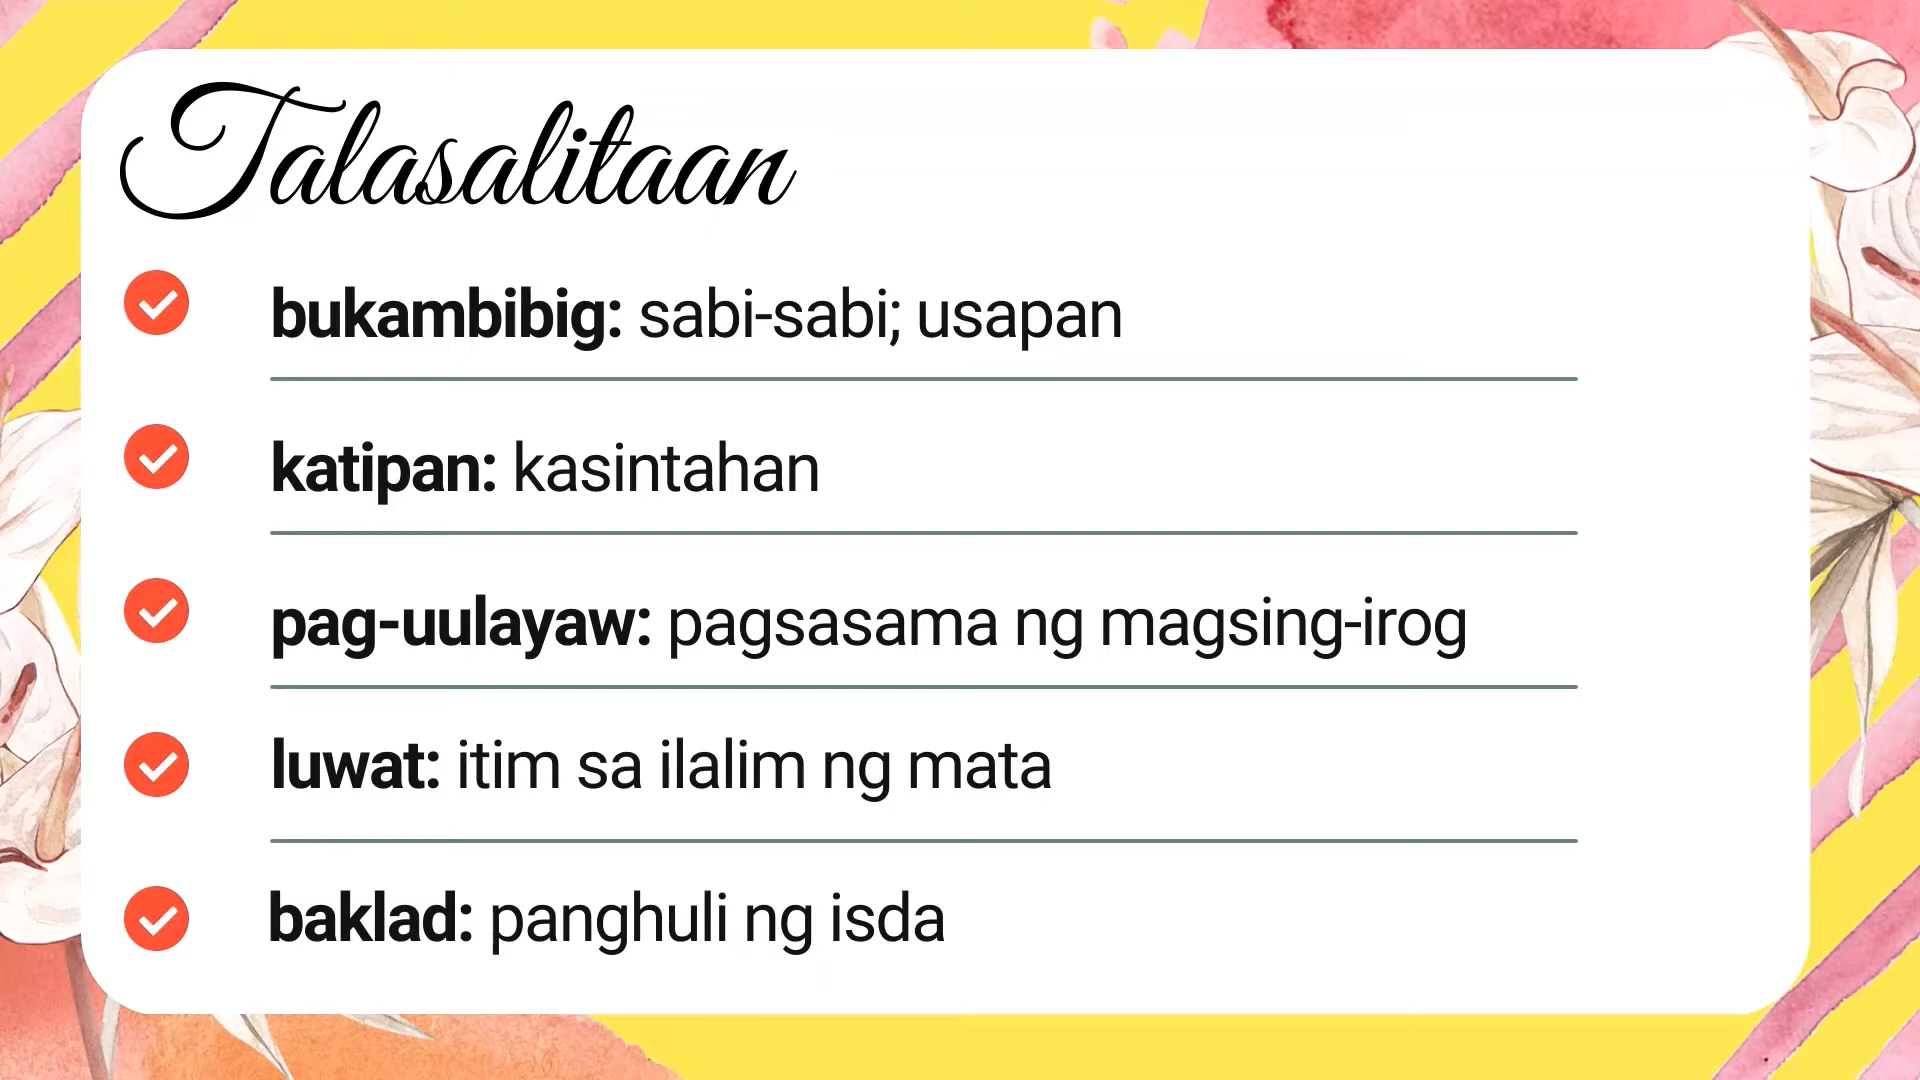 Talasalitaan
bukambibig: sabi-sabi; usapan
katipan: kasintahan
pag-uulayaw: pagsasama ng magsing-irog
luwat: itim sa ilalim ng mata
baklad: panghuli ng isda